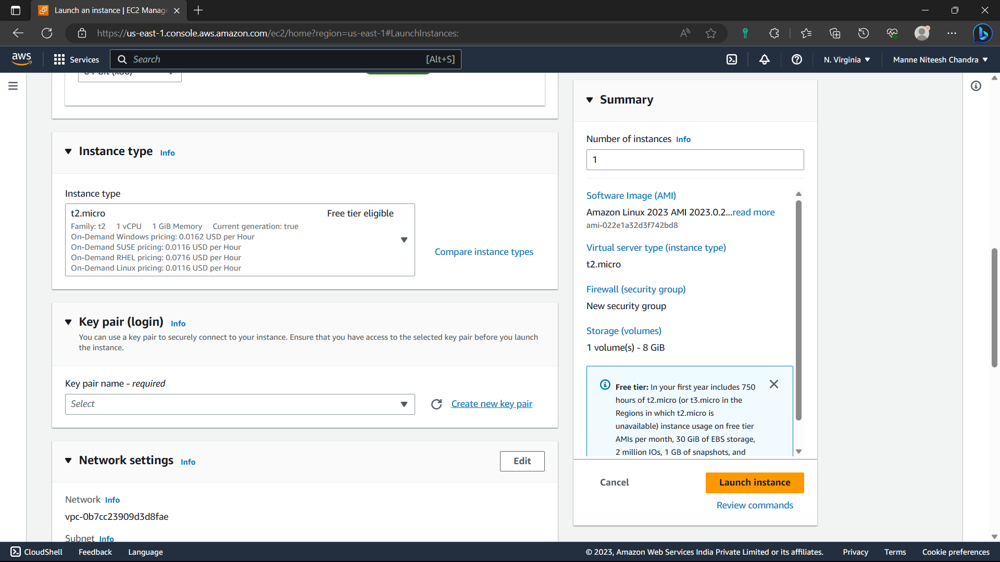 Launch an instance | EC2 Manage
https://us-east-1.console.aws.amazon.com/ec2/home?region=us-east-1#LaunchInstances:
aws
Services
Search
[Alt+S]
N. Virginia
Manne Niteesh Chandra
Instance type Info
Instance type
t2.micro
Free tier eligible
Family: t2 1 vCPU 1 GiB Memory Current generation: true
On-Demand Windows pricing: 0.0162 USD per Hour
On-Demand SUSE pricing: 0.0116 USD per Hour
On-Demand RHEL pricing: 0.0716 USD per Hour
On-Demand Linux pricing: 0.0116 USD per Hour
Compare instance types
Key pair (login) Info
You can use a key pair to securely connect to your instance. Ensure that you have access to the selected key pair before you launch
the instance.
Key pair name - required
Select
Create new key pair
Network settings Info
Edit
Network Info
vpc-0b7cc23909d3d8fae
Subnet Info
Summary
Number of instances Info
1
Software Image (AMI)
Amazon Linux 2023 AMI 2023.0.2...read more
ami-022e1a32d3f742bd8
Virtual server type (instance type)
t2.micro
Firewall (security group)
New security group
Storage (volumes)
1 volume(s) - 8 GiB
Free tier: In your first year includes 750
hours of t2.micro (or t3.micro in the
Regions in which t2.micro is
unavailable) instance usage on free tier
AMIs per month, 30 GiB of EBS storage,
2 million IOs, 1 GB of snapshots, and
Cancel
Launch instance
Review commands
CloudShell
Feedback
Language
© 2023, Amazon Web Services India Private Limited or its affiliates.
Privacy
Terms
Cookie preferences